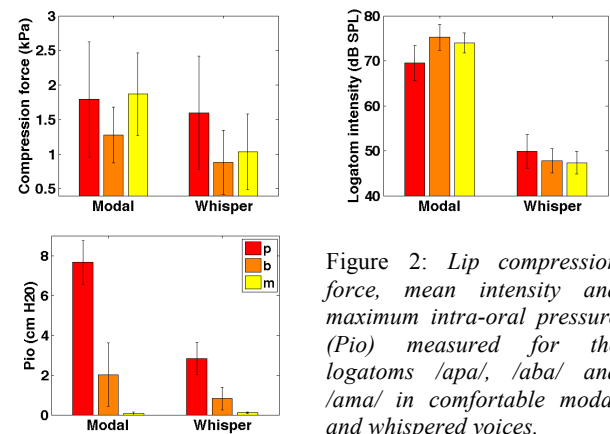 Compression force (kPa)
3
2.5
2
1.5
1
0.5
Modal
Whisper
Logatom intensity (dB SPL)
80
70
60
50
40
Modal
Whisper
Pio (cm H20)
8
6
4
2
0
Modal
Whisper
p
b
m
Figure 2: Lip compression
force, mean intensity and
maximum intra-oral pressure
(Pio) measured for the
logatoms /apa/, /aba/ and
/ama/ in comfortable modal
and whispered voices.